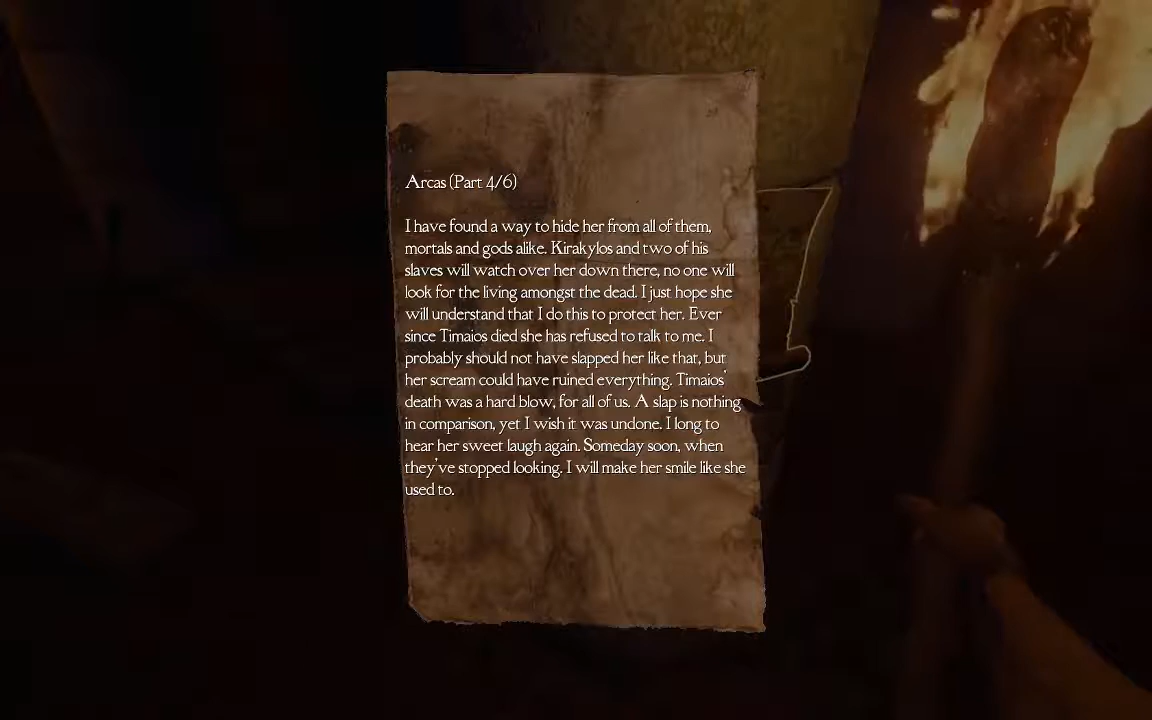 Arcas (Part 4/6)
I have found a way to hide her from all of them,
mortals and gods alike. Kirakylos and two of his
slaves will watch over her down there, no one will
look for the living amongst the dead. I just hope she
will understand that I do this to protect her. Ever
since Timaios died she has refused to talk to me. I
probably should not have slapped her like that, but
her scream could have ruined everything. Timaios'
death was a hard blow, for all of us. A slap is nothing
in comparison, yet I wish it was undone. I long to
hear her sweet laugh again. Someday soon, when
they've stopped looking. I will make her smile like she
used to.